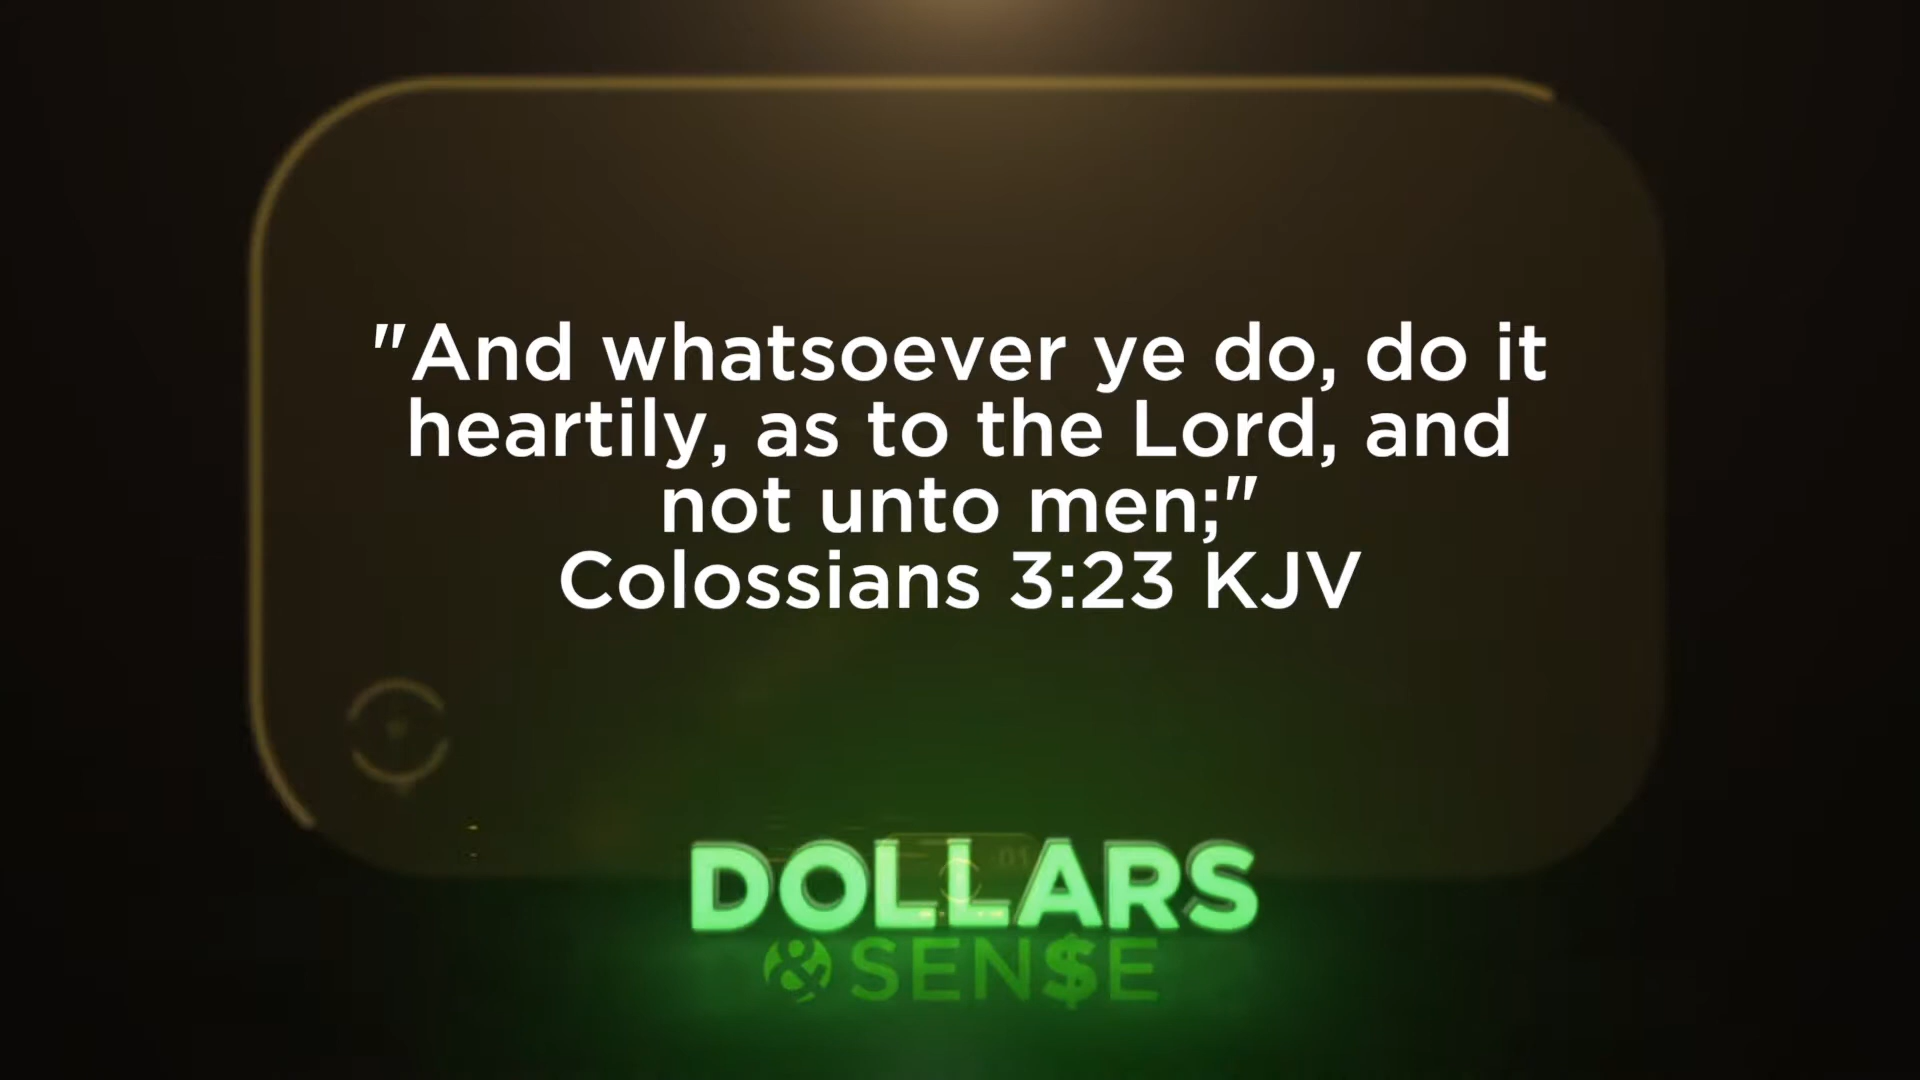 "And whatsoever ye do, do it
heartily, as to the Lord, and
not unto men;"
Colossians 3:23 KJV
DOLLARS
& SEN$E